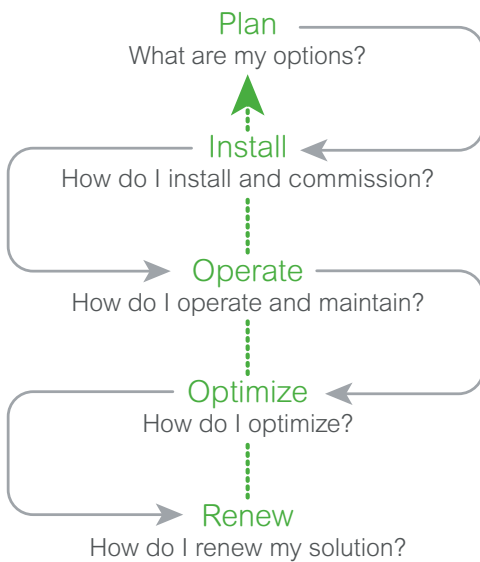 Plan
What are my options?
Install
How do I install and commission?
Operate
How do I operate and maintain?
Optimize
How do I optimize?
Renew
How do I renew my solution?